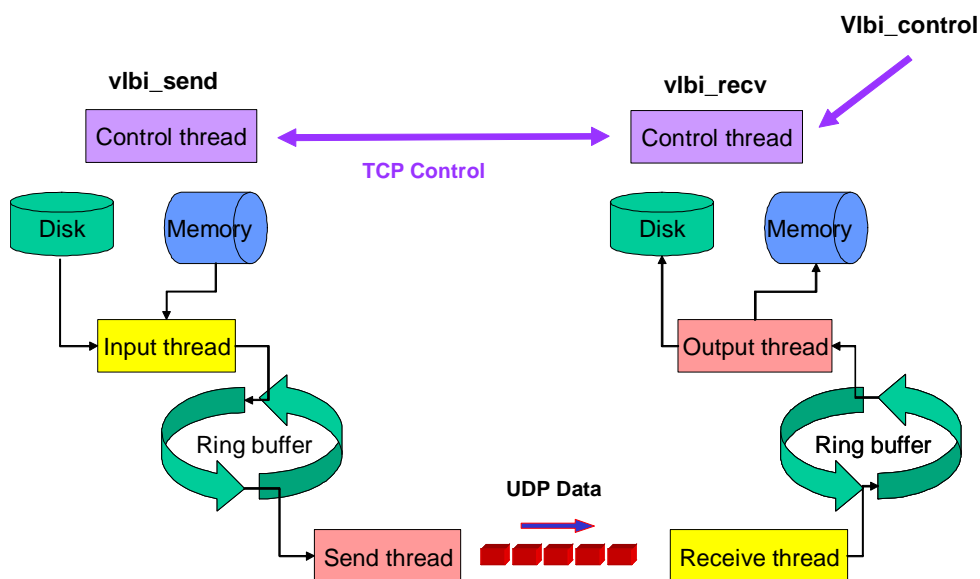 Vlbi_control
vlbi_send
vlbi_recv
Control thread
Control thread
TCP Control
Disk
Memory
Disk
Memory
Input thread
Output thread
Ring buffer
Ring buffer
UDP Data
Send thread
Receive thread